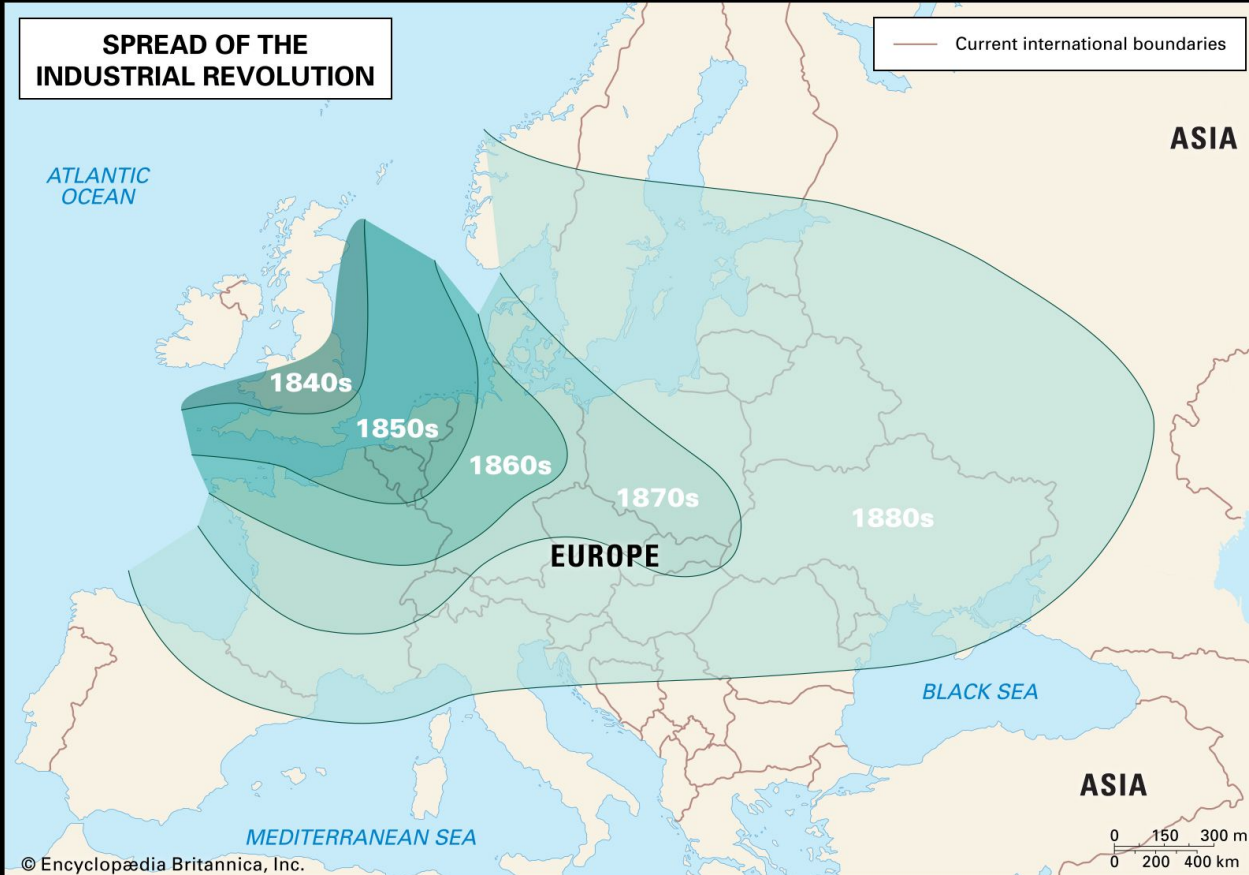 SPREAD OF THE
INDUSTRIAL REVOLUTION
Current international boundaries
ASIA
ATLANTIC
OCEAN
1840s
1850s
1860s
1870s
1880s
EUROPE
BLACK SEA
ASIA
MEDITERRANEAN SEA
0 150 300 m
0 200 400 km
© Encyclopædia Britannica, Inc.